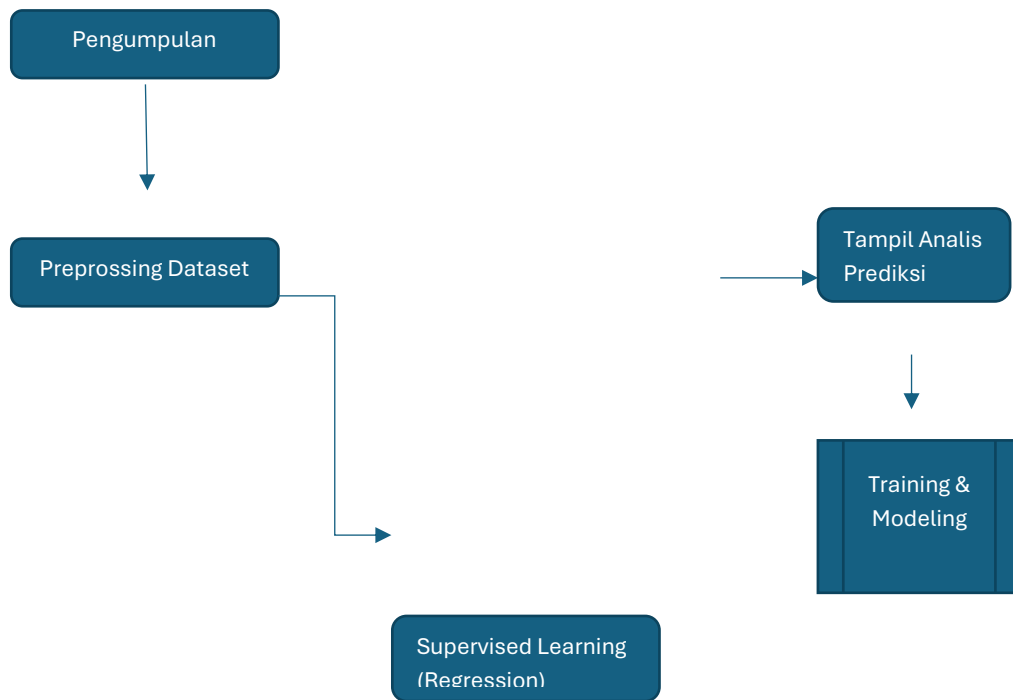 Pengumpulan
Preprossing Dataset
Tampil Analis
Prediksi
Training &
Modeling
Supervised Learning
(Regression)